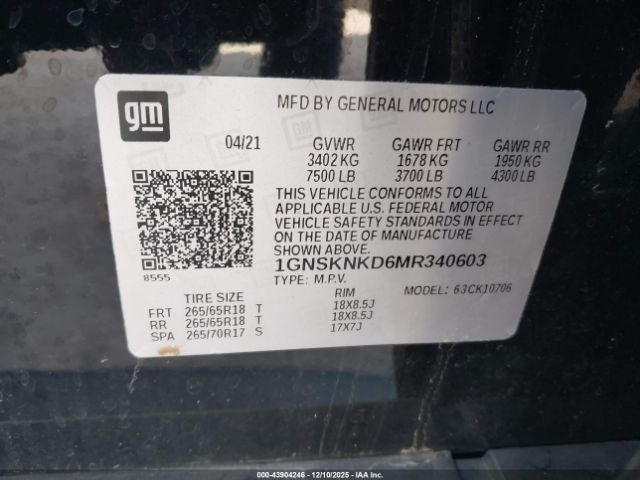 gm
MFD BY GENERAL MOTORS LLC
04/21 GVWR GAWR FRT GAWR RR
3402 KG 1678 KG 1950 KG
7500 LB 3700 LB 4300 LB
THIS VEHICLE CONFORMS TO ALL
APPLICABLE U.S. FEDERAL MOTOR
VEHICLE SAFETY STANDARDS IN EFFECT
ON THE DATE OF MANUFACTURE
SHOWN ABOVE.
8555
1GNSKNKD6MR340603
TYPE: M.P.V. MODEL: 63CK10706
TIRE SIZE RIM
FRT 265/65R18 T 18X8.5J
RR 265/65R18 T 18X8.5J
SPA 265/70R17 S 17X7J
000-43904246 - 12/10/2025 - IAAI.COM